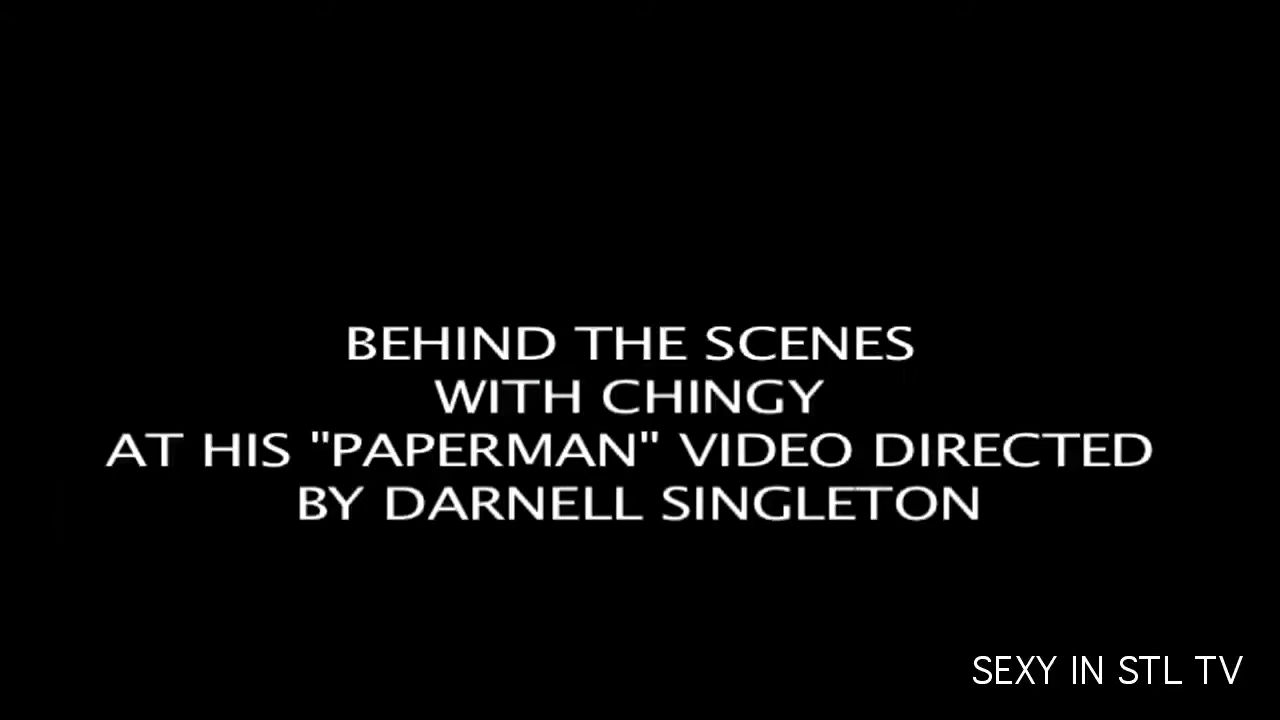 BEHIND THE SCENES
WITH CHINGY
AT HIS "PAPERMAN" VIDEO DIRECTED
BY DARNELL SINGLETON
SEXY IN STL TV